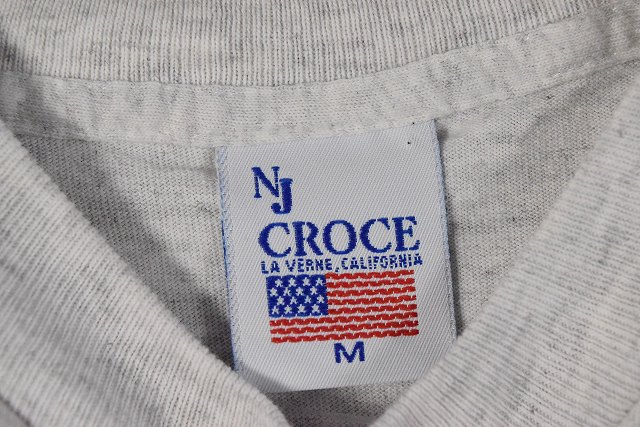 NJ
CROCE
LA VERNE, CALIFORNIA
M